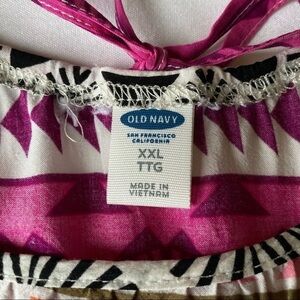 OLD NAVY
SAN FRANCISCO
CALIFORNIA
XXL
TTG
MADE IN
VIETNAM